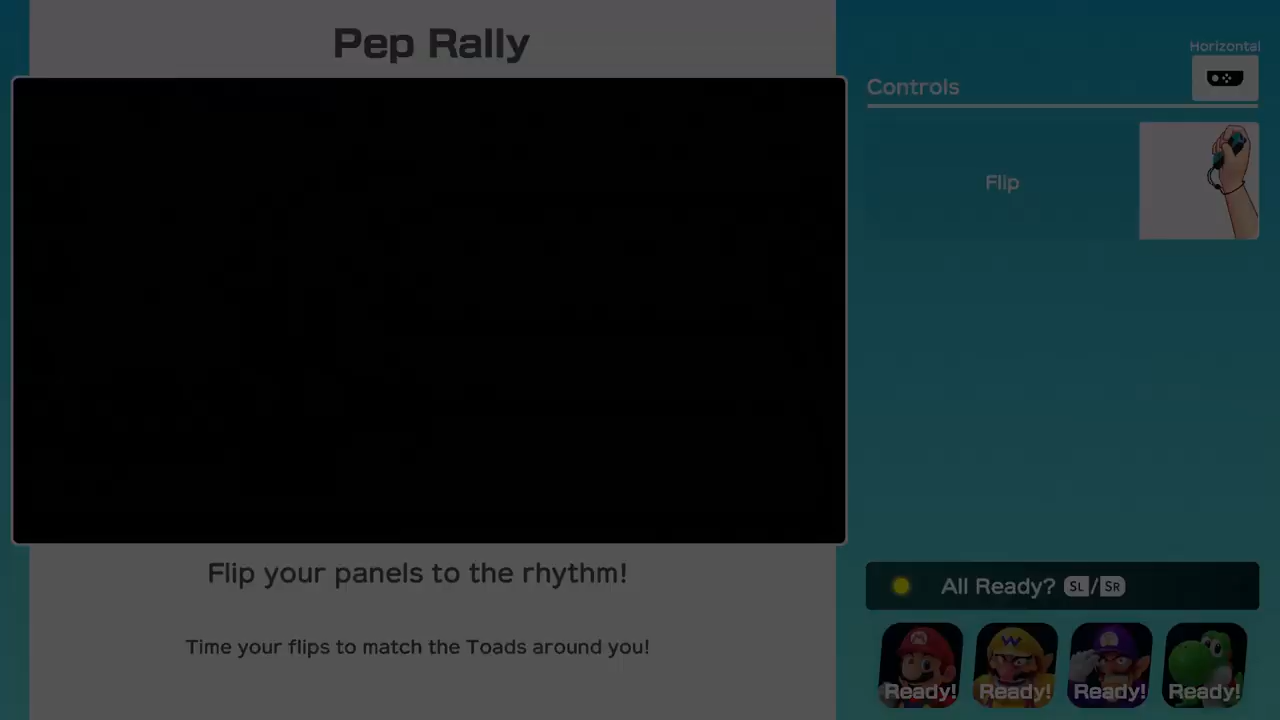 Pep Rally
Horizontal
Controls
Flip
Flip your panels to the rhythm!
Time your flips to match the Toads around you!
All Ready? SL/SR
Ready! Ready! Ready! Ready!